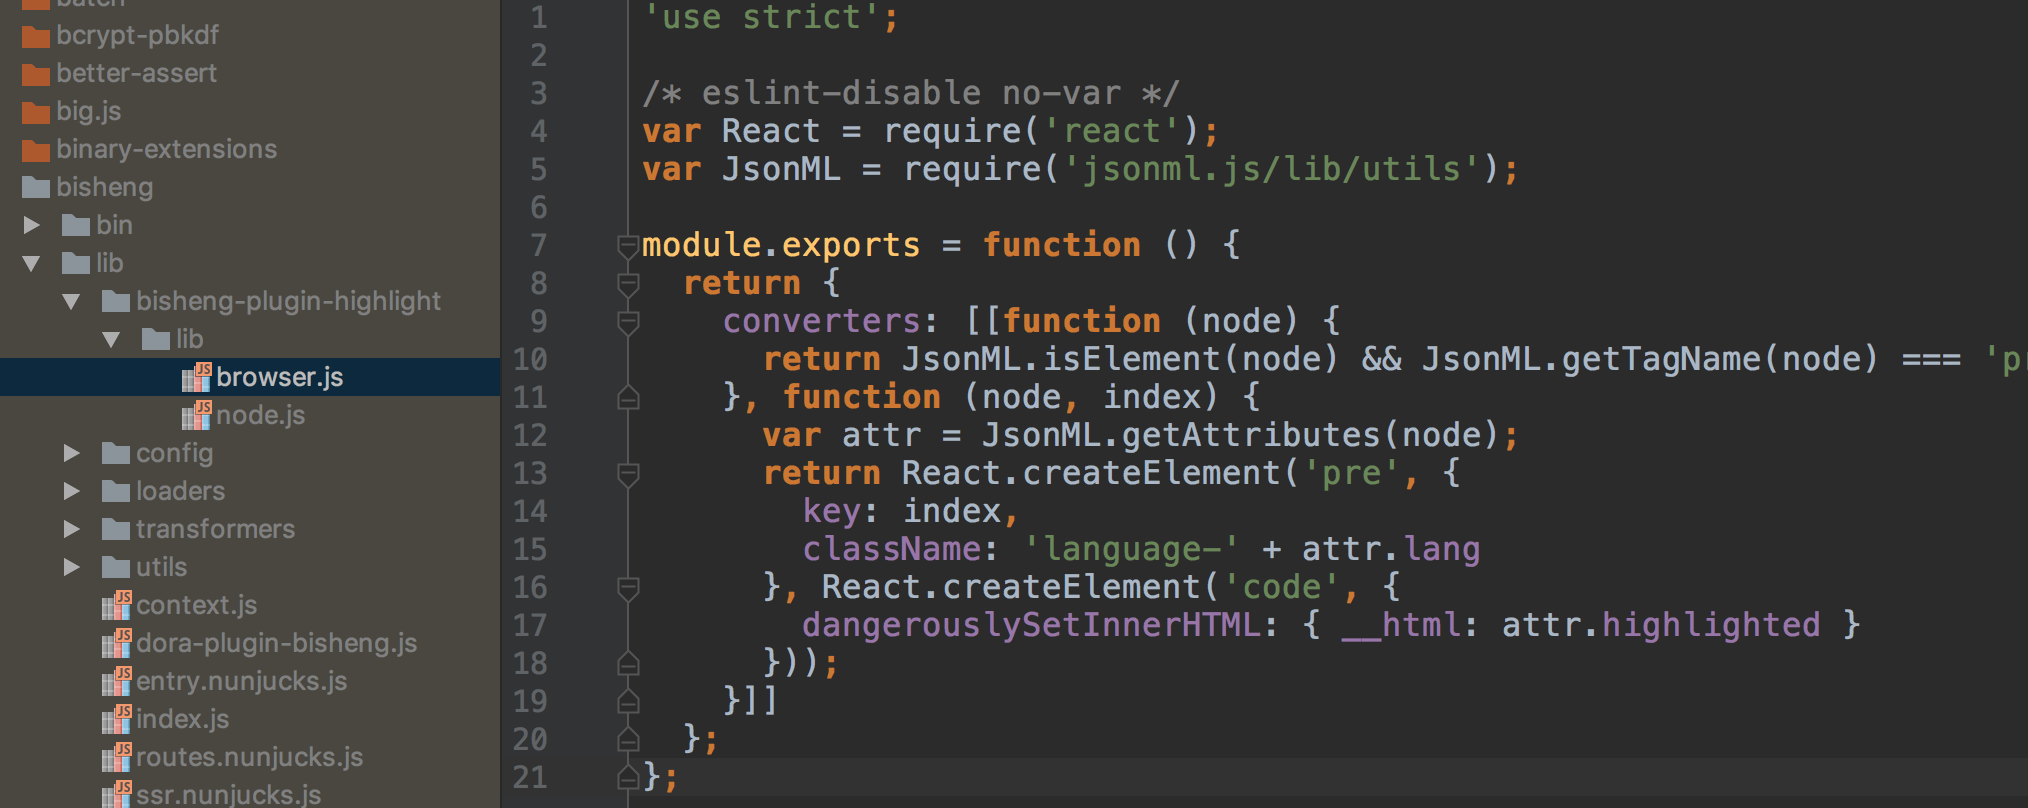 batch
bcrypt-pbkdf
better-assert
big.js
binary-extensions
bisheng
bin
lib
bisheng-plugin-highlight
lib
browser.js
node.js
config
loaders
transformers
utils
context.js
dora-plugin-bisheng.js
entry.nunjucks.js
index.js
routes.nunjucks.js
ssr.nunjucks.js
1 'use strict';
2
3 /* eslint-disable no-var */
4 var React = require('react');
5 var JsonML = require('jsonml.js/lib/utils');
6
7 module.exports = function () {
8   return {
9     converters: [[function (node) {
10       return JsonML.isElement(node) && JsonML.getTagName(node) === 'pr
11     }, function (node, index) {
12       var attr = JsonML.getAttributes(node);
13       return React.createElement('pre', {
14         key: index,
15         className: 'language-' + attr.lang
16       }, React.createElement('code', {
17         dangerouslySetInnerHTML: { __html: attr.highlighted }
18       }));
19     }]]
20   };
21 };